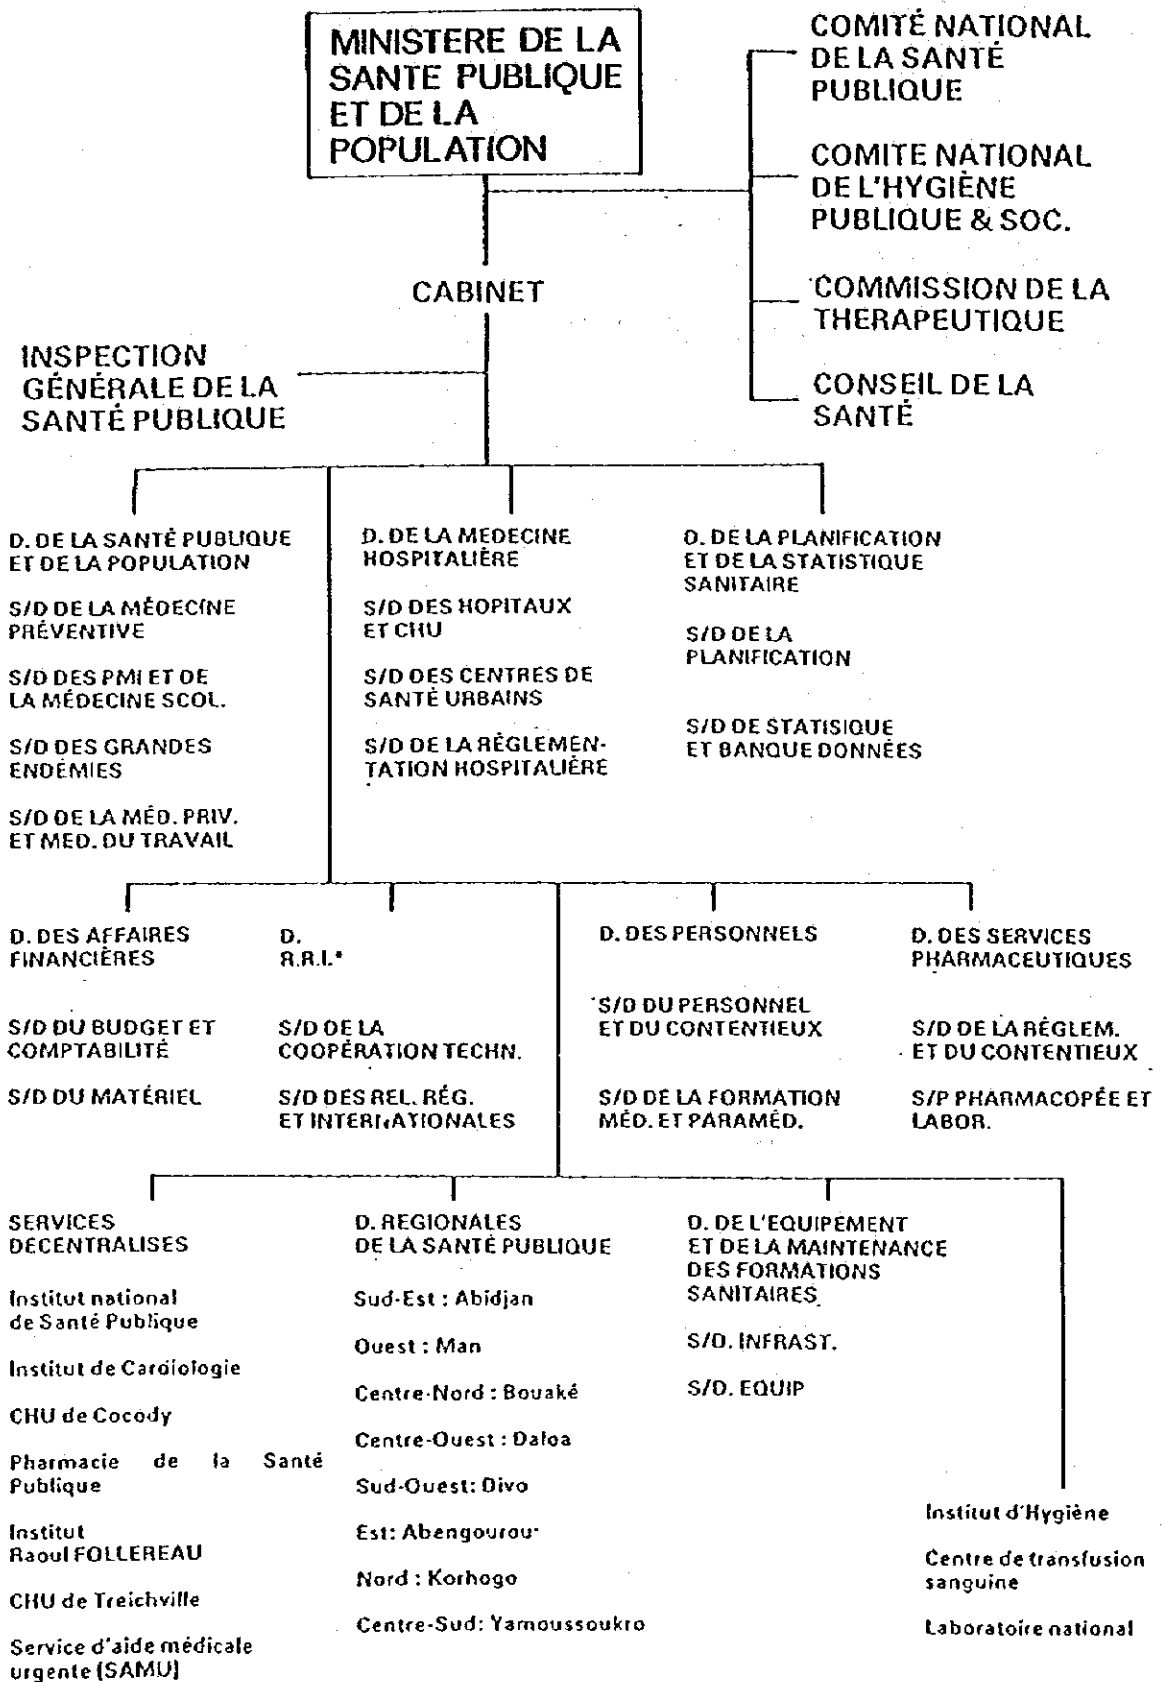 MINISTERE DE LA
SANTE PUBLIQUE
ET DE LA
POPULATION
COMITÉ NATIONAL
DE LA SANTÉ
PUBLIQUE
COMITE NATIONAL
DE L'HYGIÈNE
PUBLIQUE & SOC.
COMMISSION DE LA
THERAPEUTIQUE
CONSEIL DE LA
SANTÉ
CABINET
INSPECTION
GÉNÉRALE DE LA
SANTÉ PUBLIQUE
D. DE LA SANTÉ PUBLIQUE
ET DE LA POPULATION
S/D DE LA MÉDECINE
PRÉVENTIVE
S/D DES PMI ET DE
LA MÉDECINE SCOL.
S/D DES GRANDES
ENDÉMIES
S/D DE LA MÉD. PRIV.
ET MED. DU TRAVAIL
D. DE LA MEDECINE
HOSPITALIÈRE
S/D DES HOPITAUX
ET CHU
S/D DES CENTRES DE
SANTÉ URBAINS
S/D DE LA RÉGLEMEN-
TATION HOSPITALIÈRE
D. DE LA PLANIFICATION
ET DE LA STATISTIQUE
SANITAIRE
S/D DE LA
PLANIFICATION
S/D DE STATISIQUE
ET BANQUE DONNÉES
D. DES AFFAIRES
FINANCIÈRES
S/D DU BUDGET ET
COMPTABILITÉ
S/D DU MATÉRIEL
D.
R.R.I.*
S/D DE LA
COOPÉRATION TECHN.
S/D DES REL. RÉG.
ET INTERNATIONALES
D. DES PERSONNELS
S/D DU PERSONNEL
ET DU CONTENTIEUX
S/D DE LA FORMATION
MÉD. ET PARAMÉD.
D. DES SERVICES
PHARMACEUTIQUES
S/D DE LA RÉGLEM.
ET DU CONTENTIEUX
S/P PHARMACOPÉE ET
LABOR.
SERVICES
DECENTRALISES
Institut national
de Santé Publique
Institut de Cardiologie
CHU de Cocody
Pharmacie de la Santé
Publique
Institut
Raoul FOLLEREAU
CHU de Treichville
Service d'aide médicale
urgente (SAMU)
D. REGIONALES
DE LA SANTÉ PUBLIQUE
Sud-Est : Abidjan
Ouest : Man
Centre-Nord : Bouaké
Centre-Ouest : Daloa
Sud-Ouest: Divo
Est: Abengourou
Nord : Korhogo
Centre-Sud: Yamoussoukro
D. DE L'EQUIPEMENT
ET DE LA MAINTENANCE
DES FORMATIONS
SANITAIRES
S/D. INFRAST.
S/D. EQUIP
Institut d'Hygiène
Centre de transfusion
sanguine
Laboratoire national